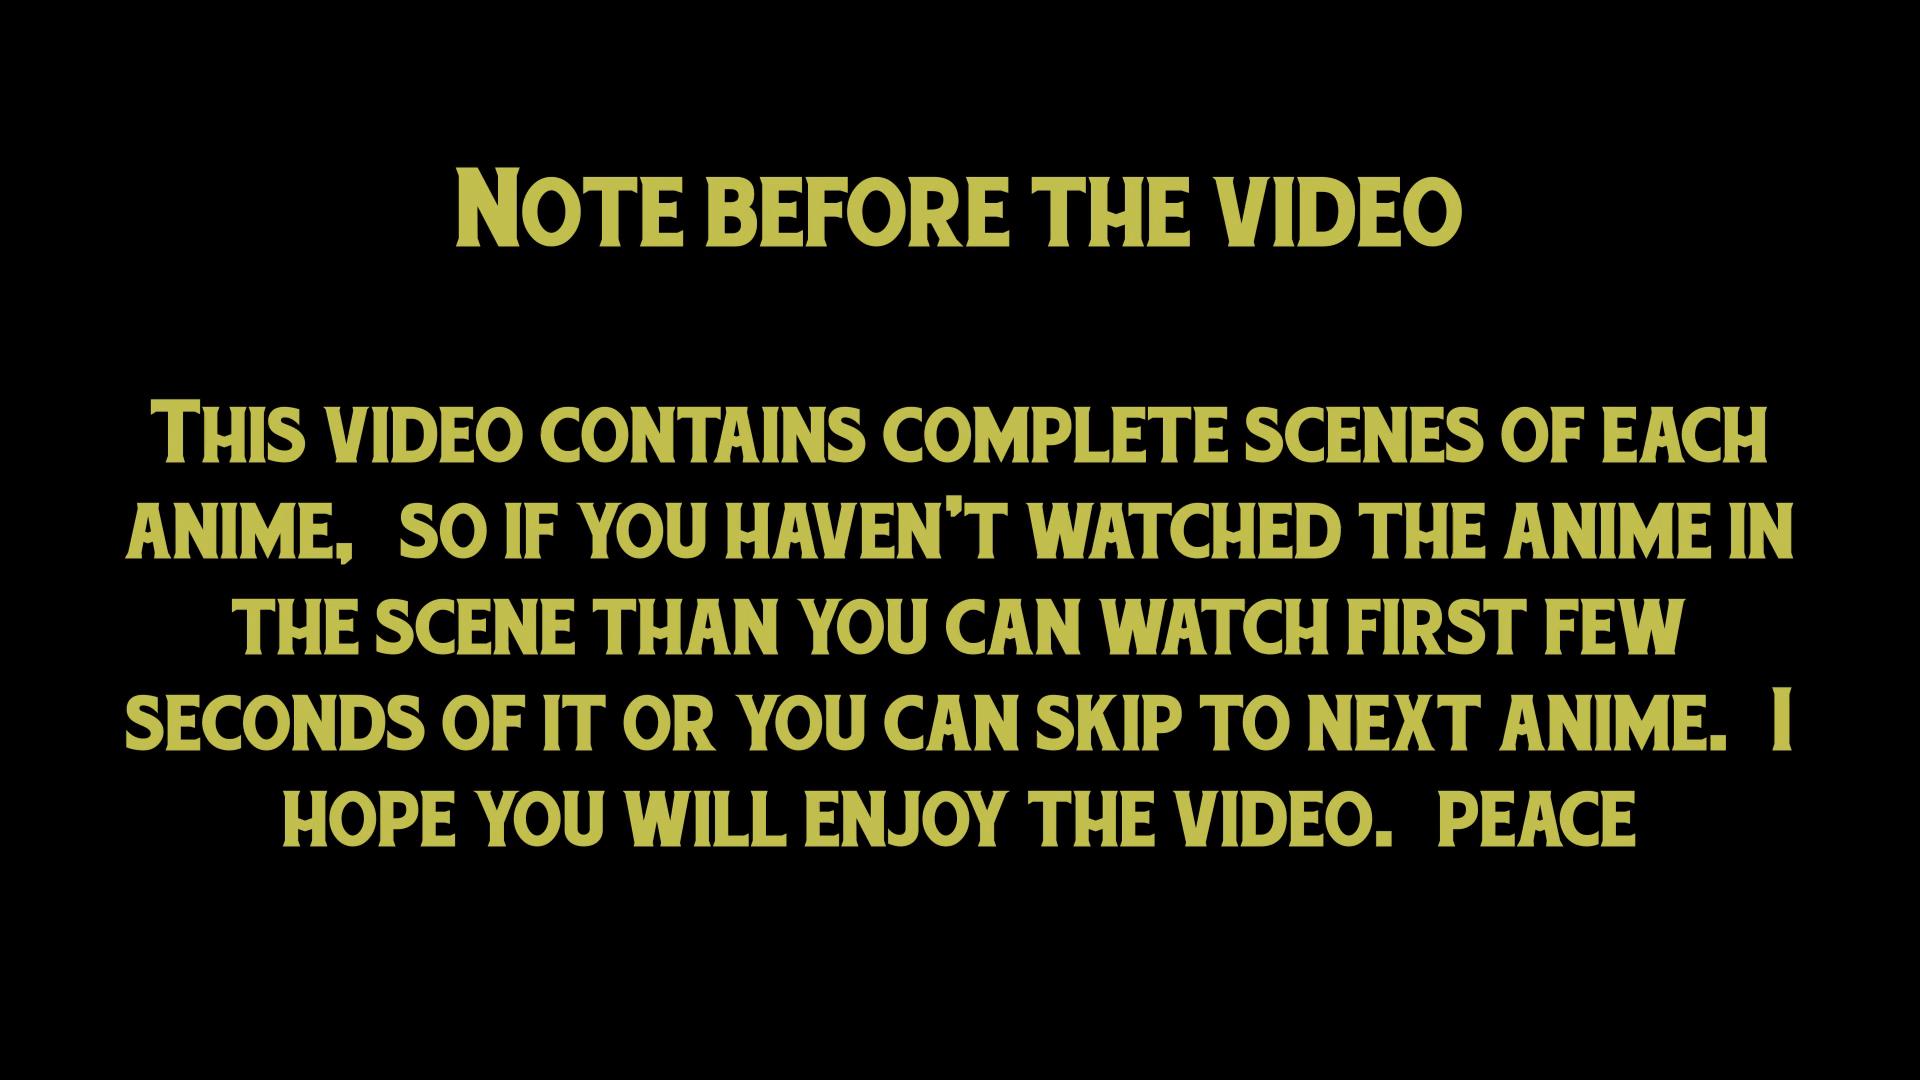 Note before the video
This video contains complete scenes of each
anime, so if you haven't watched the anime in
the scene than you can watch first few
seconds of it or you can skip to next anime. I
hope you will enjoy the video. peace